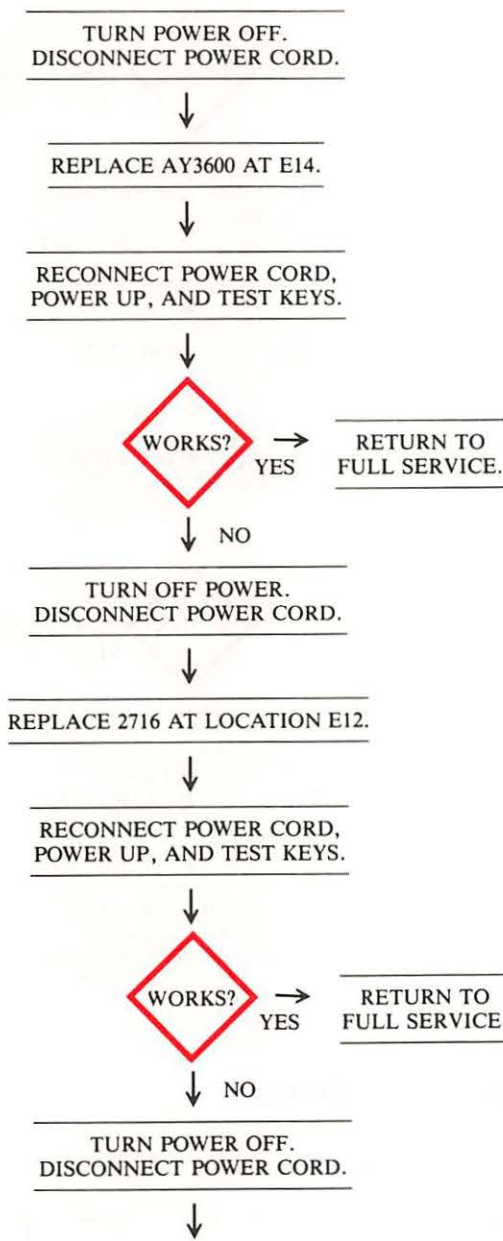 TURN POWER OFF.
DISCONNECT POWER CORD.
REPLACE AY3600 AT E14.
RECONNECT POWER CORD,
POWER UP, AND TEST KEYS.
WORKS?
YES
RETURN TO
FULL SERVICE.
NO
TURN OFF POWER.
DISCONNECT POWER CORD.
REPLACE 2716 AT LOCATION E12.
RECONNECT POWER CORD,
POWER UP, AND TEST KEYS.
WORKS?
YES
RETURN TO
FULL SERVICE
NO
TURN POWER OFF.
DISCONNECT POWER CORD.